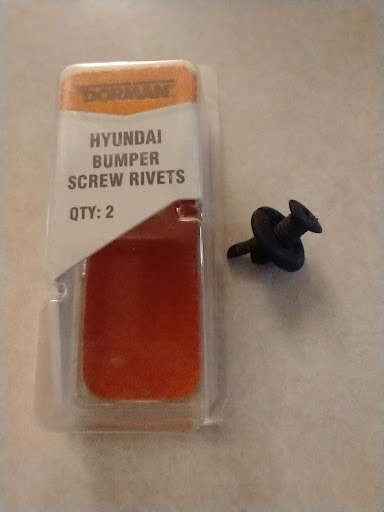 DORMAN
HYUNDAI
BUMPER
SCREW RIVETS
QTY: 2